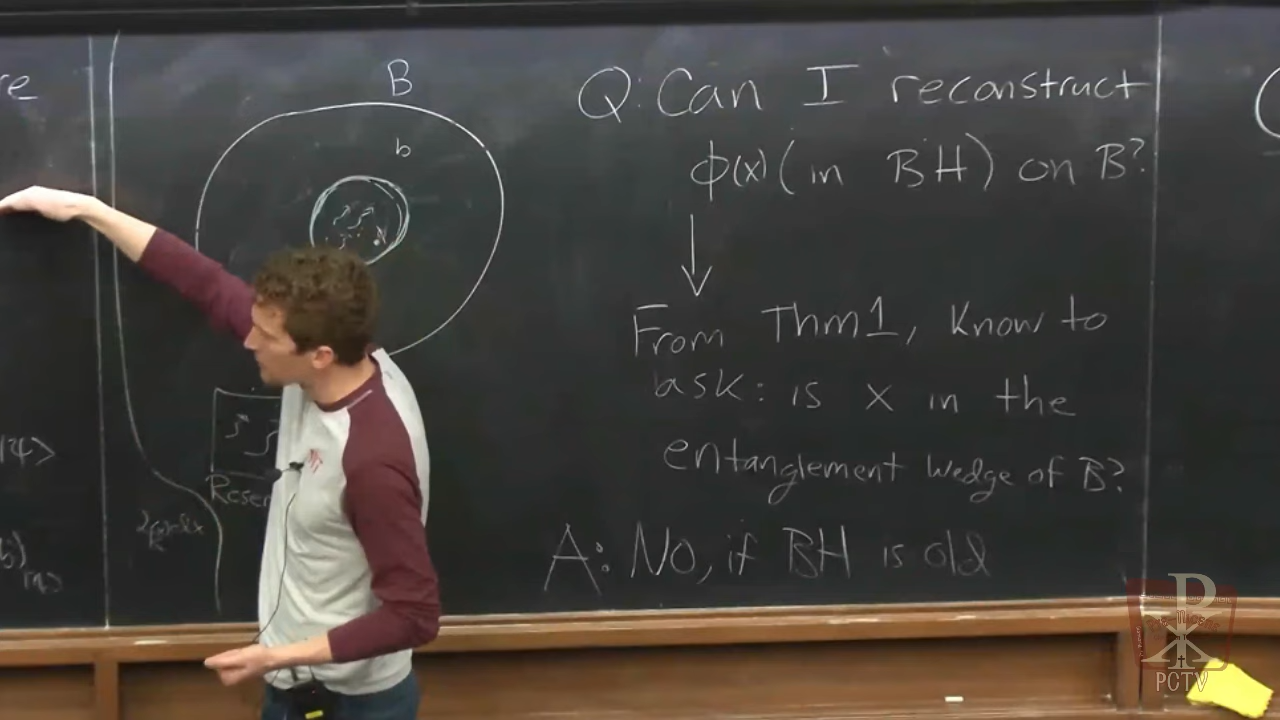 re
B
b
Q: Can I reconstruct
ϕ(x) (in BH) on B?
From Thm 1, know to
ask: is x in the
entanglement wedge of B?
A: No, if BH is old
|ψ>
Reser
PCTV